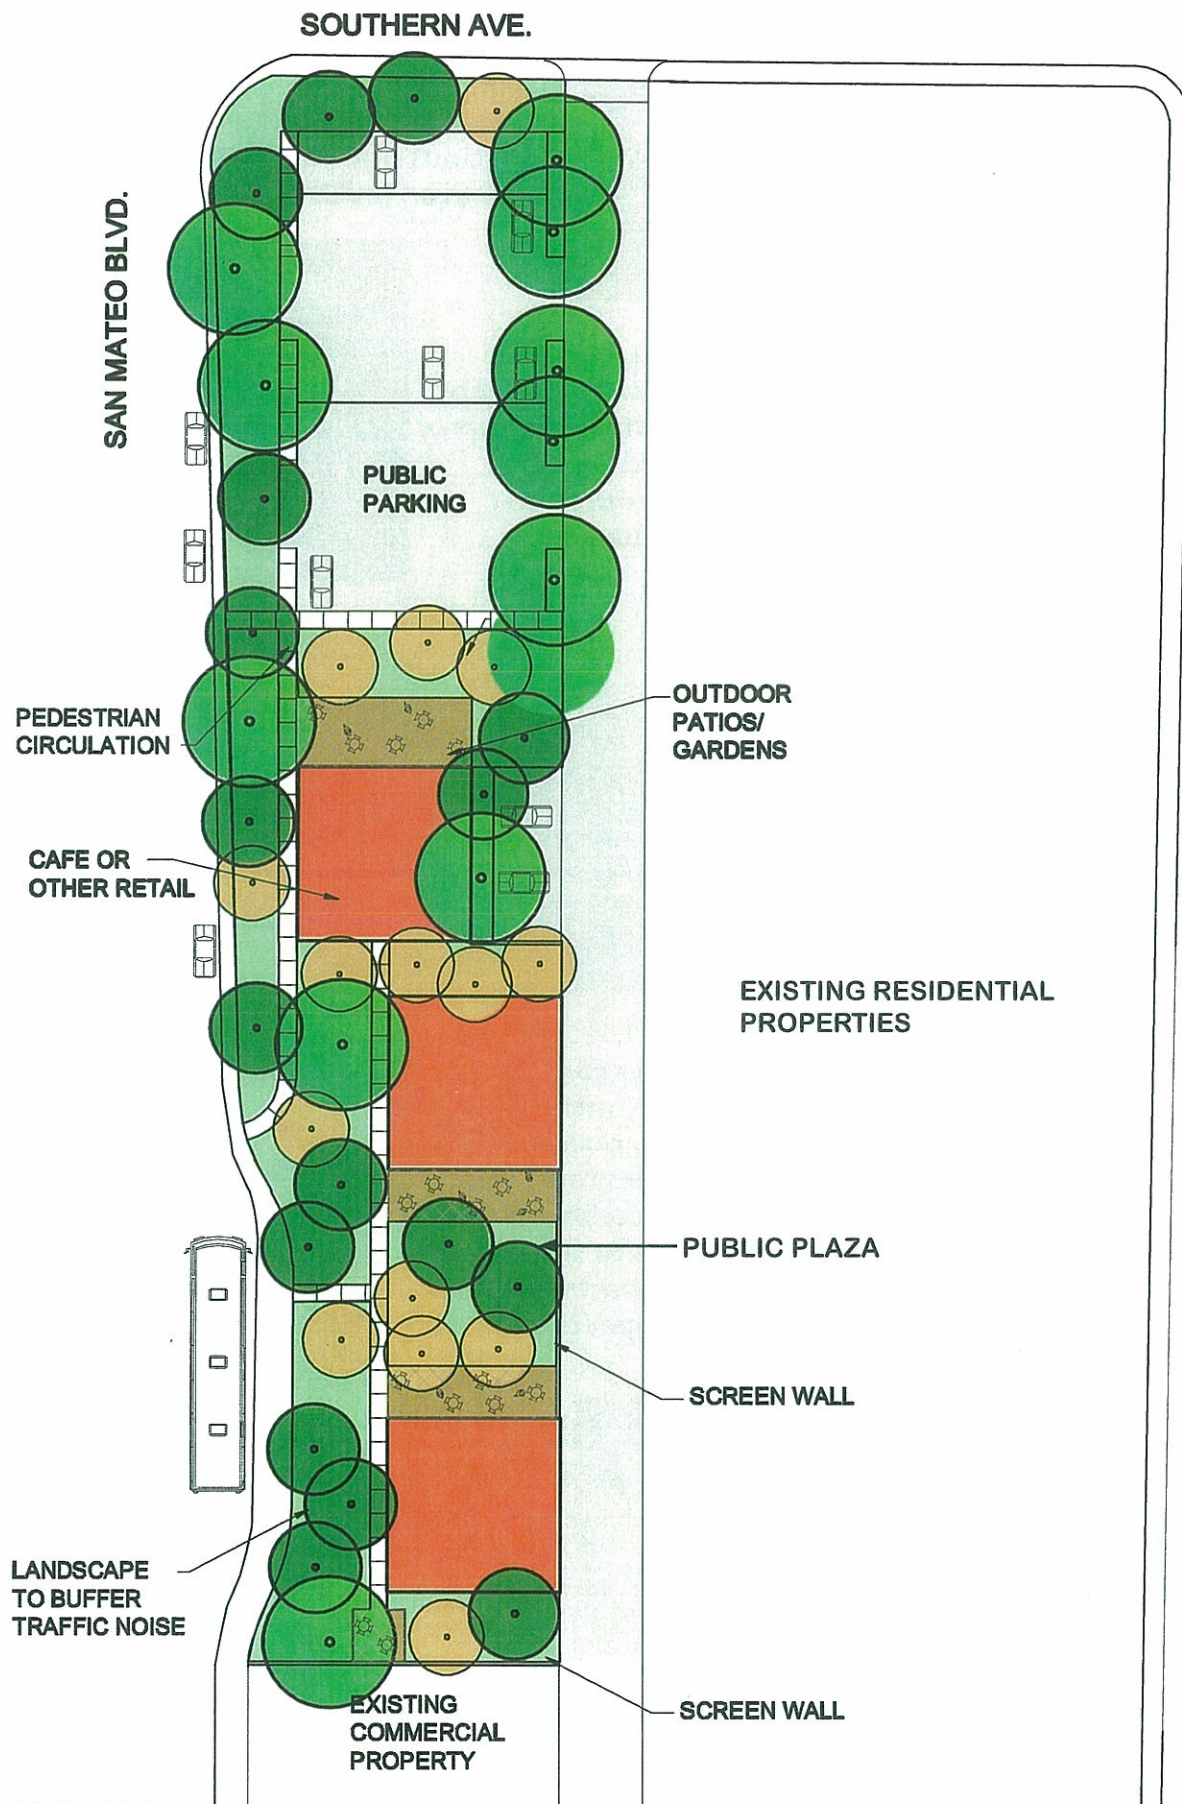 SOUTHERN AVE.
SAN MATEO BLVD.
PUBLIC
PARKING
PEDESTRIAN
CIRCULATION
OUTDOOR
PATIOS/
GARDENS
CAFE OR
OTHER RETAIL
EXISTING RESIDENTIAL
PROPERTIES
PUBLIC PLAZA
SCREEN WALL
LANDSCAPE
TO BUFFER
TRAFFIC NOISE
SCREEN WALL
EXISTING
COMMERCIAL
PROPERTY